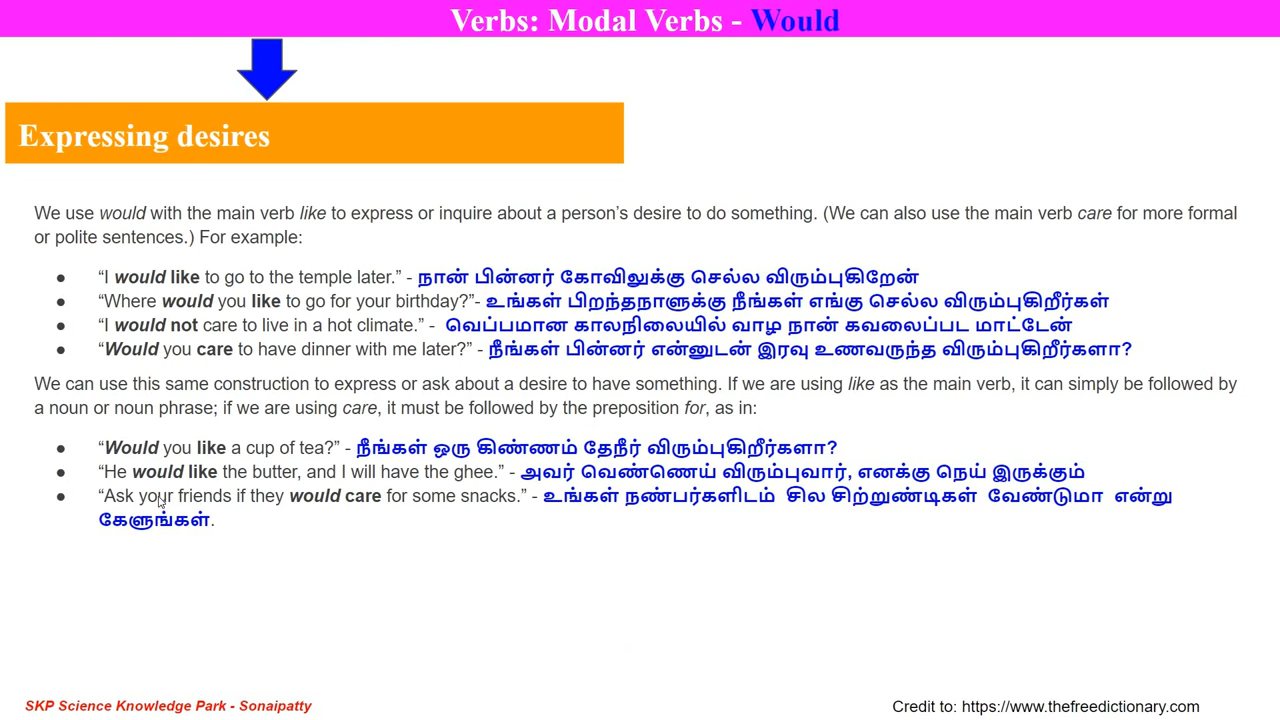 Verbs: Modal Verbs - Would
Expressing desires
We use would with the main verb like to express or inquire about a person’s desire to do something. (We can also use the main verb care for more formal
or polite sentences.) For example:
● “I would like to go to the temple later.” - நான் பின்னர் கோவிலுக்கு செல்ல விரும்புகிறேன்
● “Where would you like to go for your birthday?”- உங்கள் பிறந்தநாளுக்கு நீங்கள் எங்கு செல்ல விரும்புகிறீர்கள்
● “I would not care to live in a hot climate.” - வெப்பமான காலநிலையில் வாழ நான் கவலைப்பட மாட்டேன்
● “Would you care to have dinner with me later?” - நீங்கள் பின்னர் என்னுடன் இரவு உணவருந்த விரும்புகிறீர்களா?
We can use this same construction to express or ask about a desire to have something. If we are using like as the main verb, it can simply be followed by
a noun or noun phrase; if we are using care, it must be followed by the preposition for, as in:
● “Would you like a cup of tea?” - நீங்கள் ஒரு கிண்ணம் தேநீர் விரும்புகிறீர்களா?
● “He would like the butter, and I will have the ghee.” - அவர் வெண்ணெய் விரும்புவார், எனக்கு நெய் இருக்கும்
● “Ask your friends if they would care for some snacks.” - உங்கள் நண்பர்களிடம் சில சிற்றுண்டிகள் வேண்டுமா என்று
கேளுங்கள்.
SKP Science Knowledge Park - Sonaipatty
Credit to: https://www.thefreedictionary.com